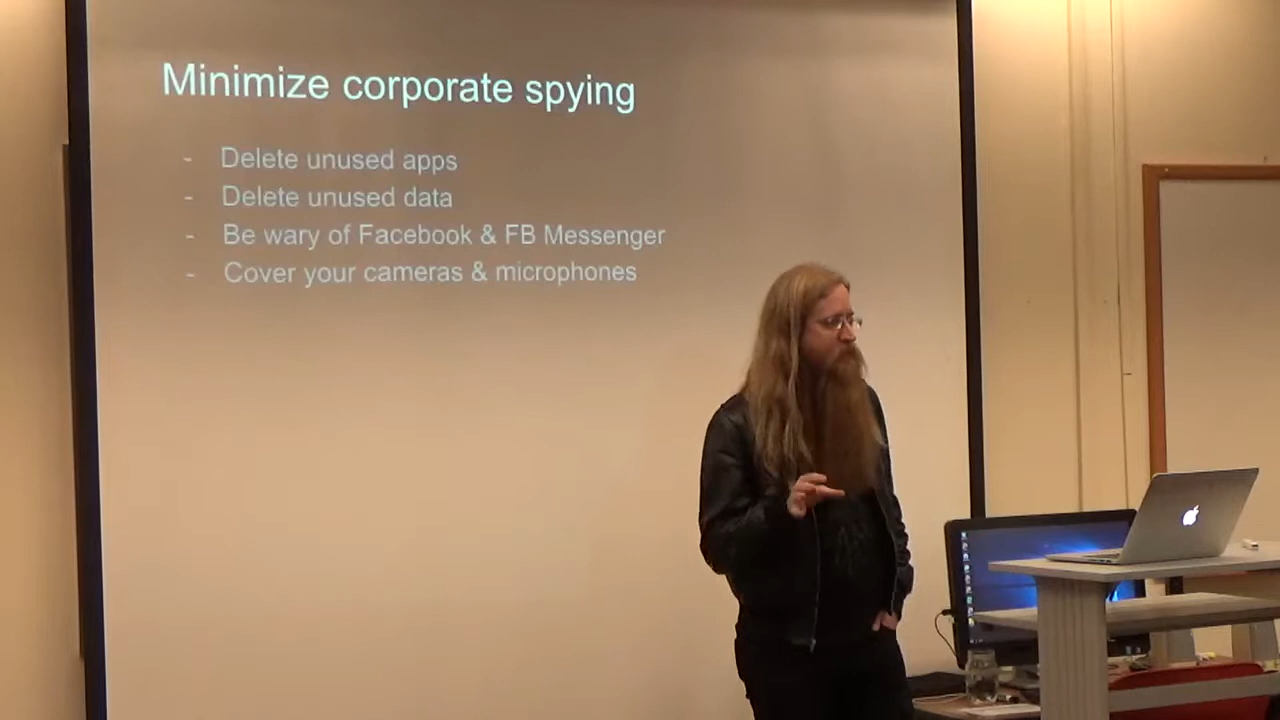 Minimize corporate spying
- Delete unused apps
- Delete unused data
- Be wary of Facebook & FB Messenger
- Cover your cameras & microphones